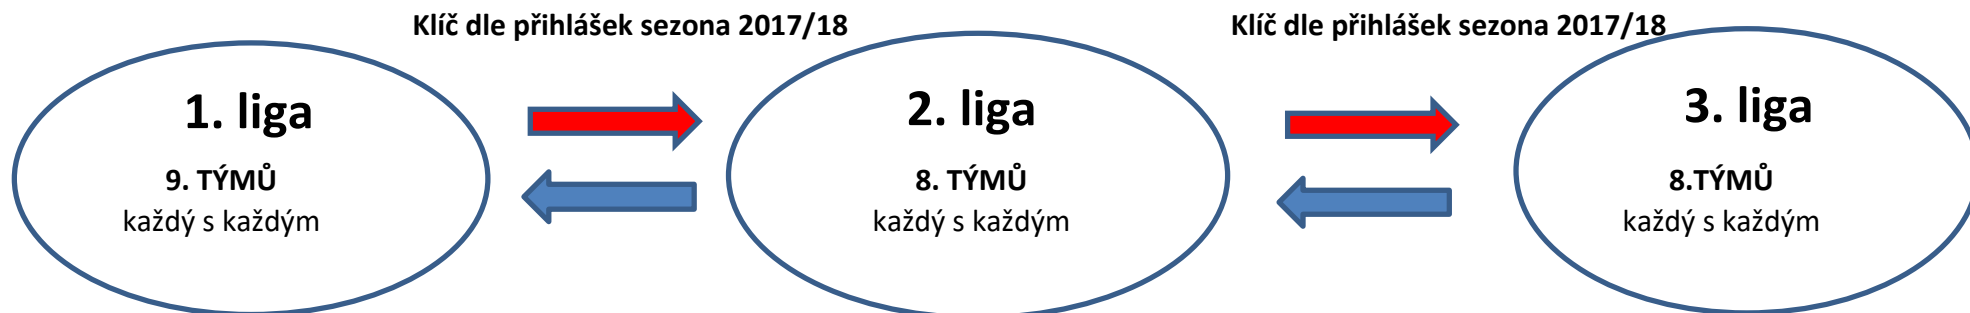 Klíč dle přihlášek sezona 2017/18
Klíč dle přihlášek sezona 2017/18
1. liga
9. TÝMŮ
každý s každým
2. liga
8. TÝMŮ
každý s každým
3. liga
8.TÝMŮ
každý s každým